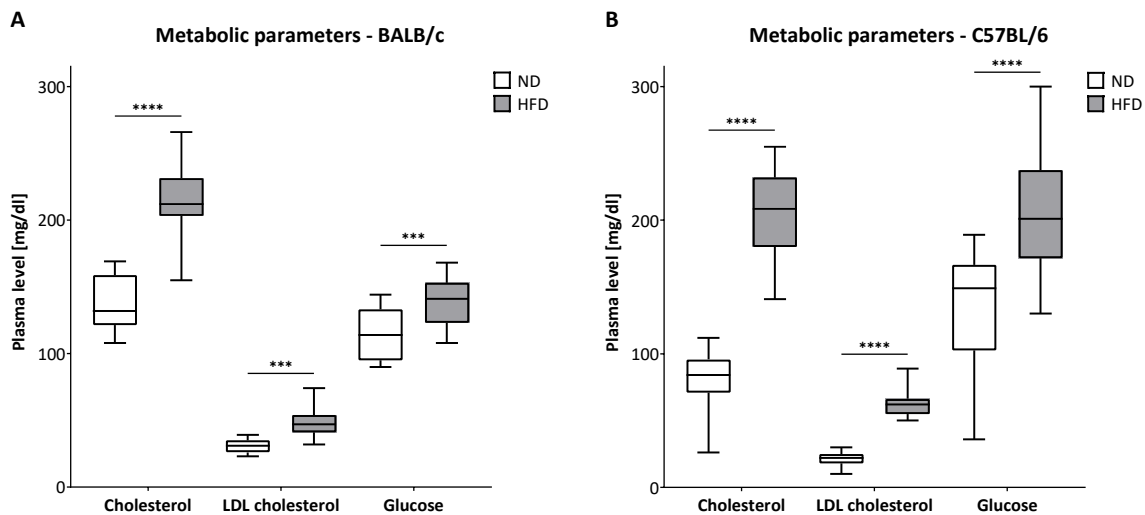 A
Metabolic parameters - BALB/c
ND
HFD
Plasma level [mg/dl]
300
200
100
0
****
***
***
Cholesterol
LDL cholesterol
Glucose
B
Metabolic parameters - C57BL/6
ND
HFD
Plasma level [mg/dl]
300
200
100
0
****
****
****
Cholesterol
LDL cholesterol
Glucose